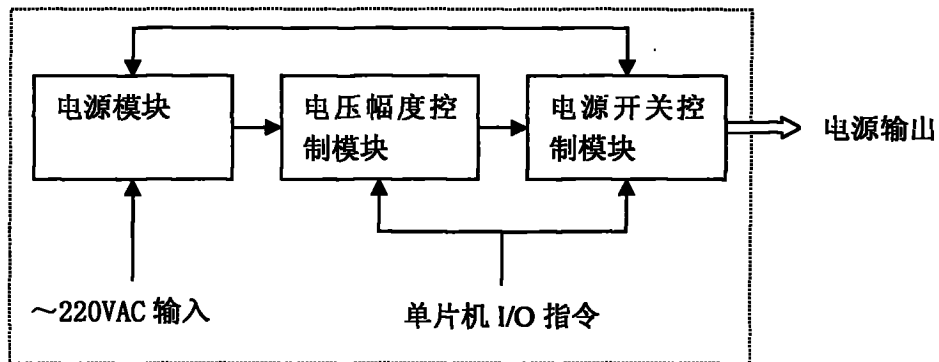 电源模块
电压幅度控
制模块
电源开关控
制模块
电源输出
～220VAC 输入
单片机 I/O 指令